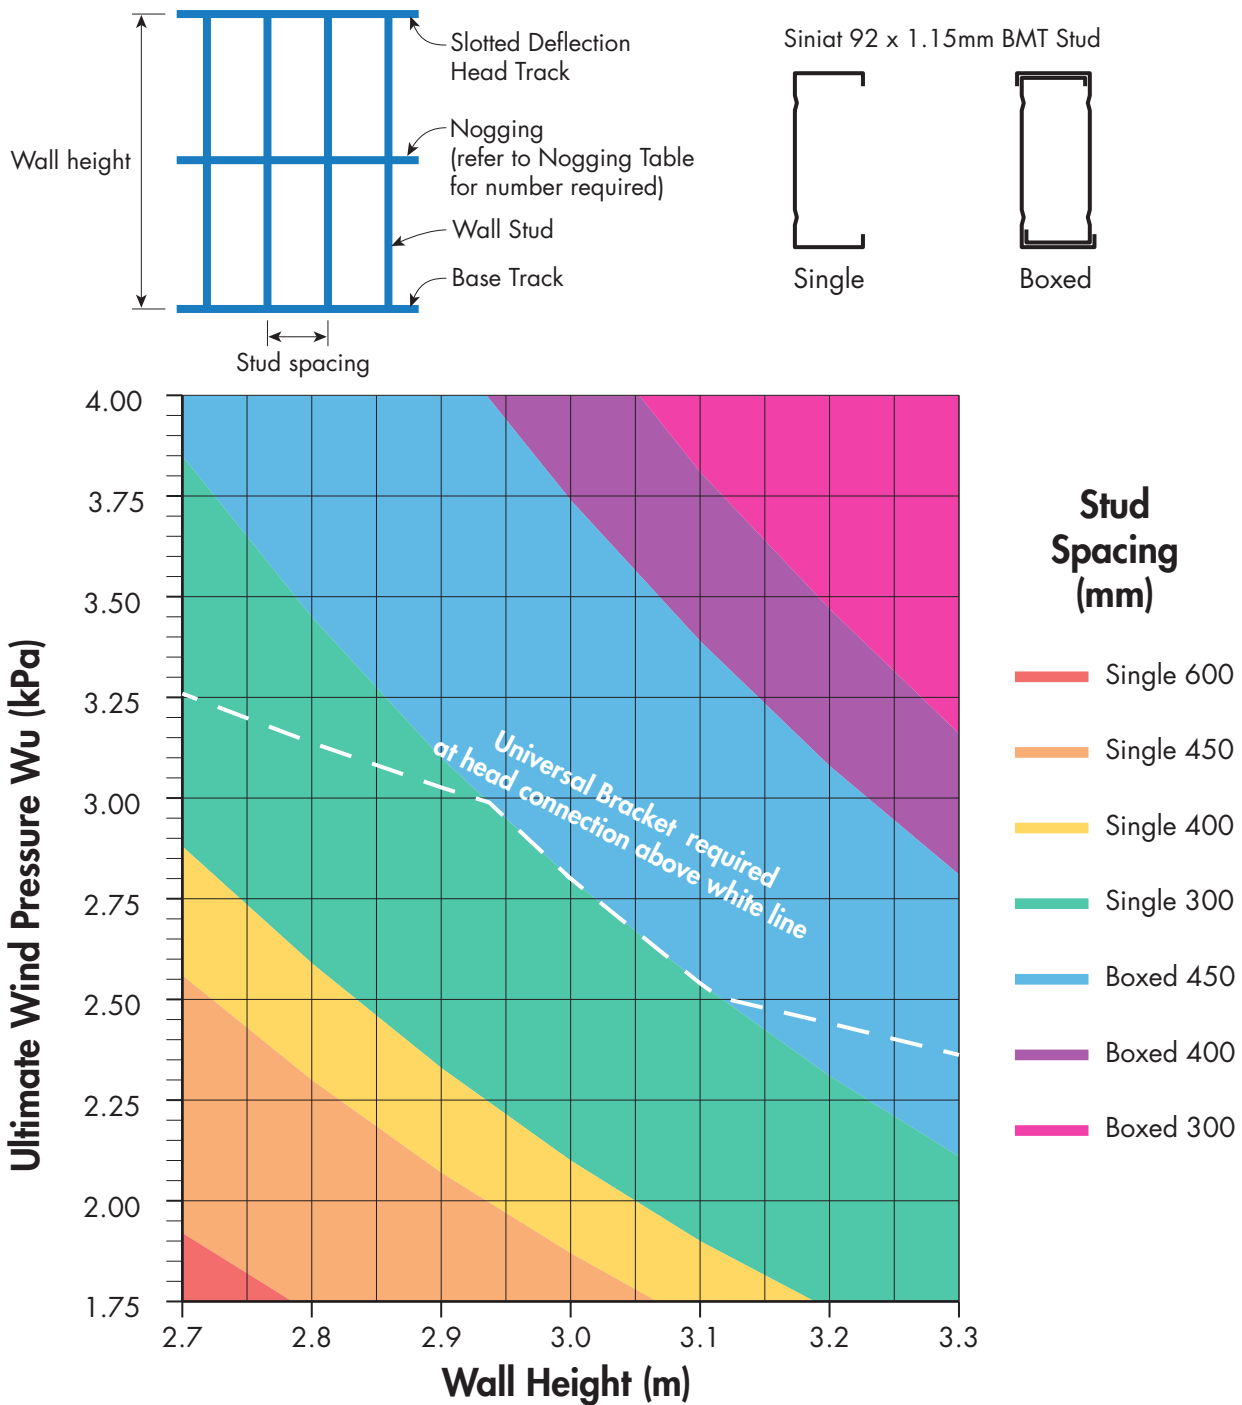 Slotted Deflection
Head Track
Siniat 92 x 1.15mm BMT Stud
Nogging
(refer to Nogging Table
for number required)
Wall height
Wall Stud
Base Track
Single
Boxed
Stud spacing
4.00
3.75
3.50
3.25
3.00
2.75
2.50
2.25
2.00
1.75
Ultimate Wind Pressure Wu (kPa)
Universal Bracket required
at head connection above white line
2.7
2.8
2.9
3.0
3.1
3.2
3.3
Wall Height (m)
Stud
Spacing
(mm)
Single 600
Single 450
Single 400
Single 300
Boxed 450
Boxed 400
Boxed 300